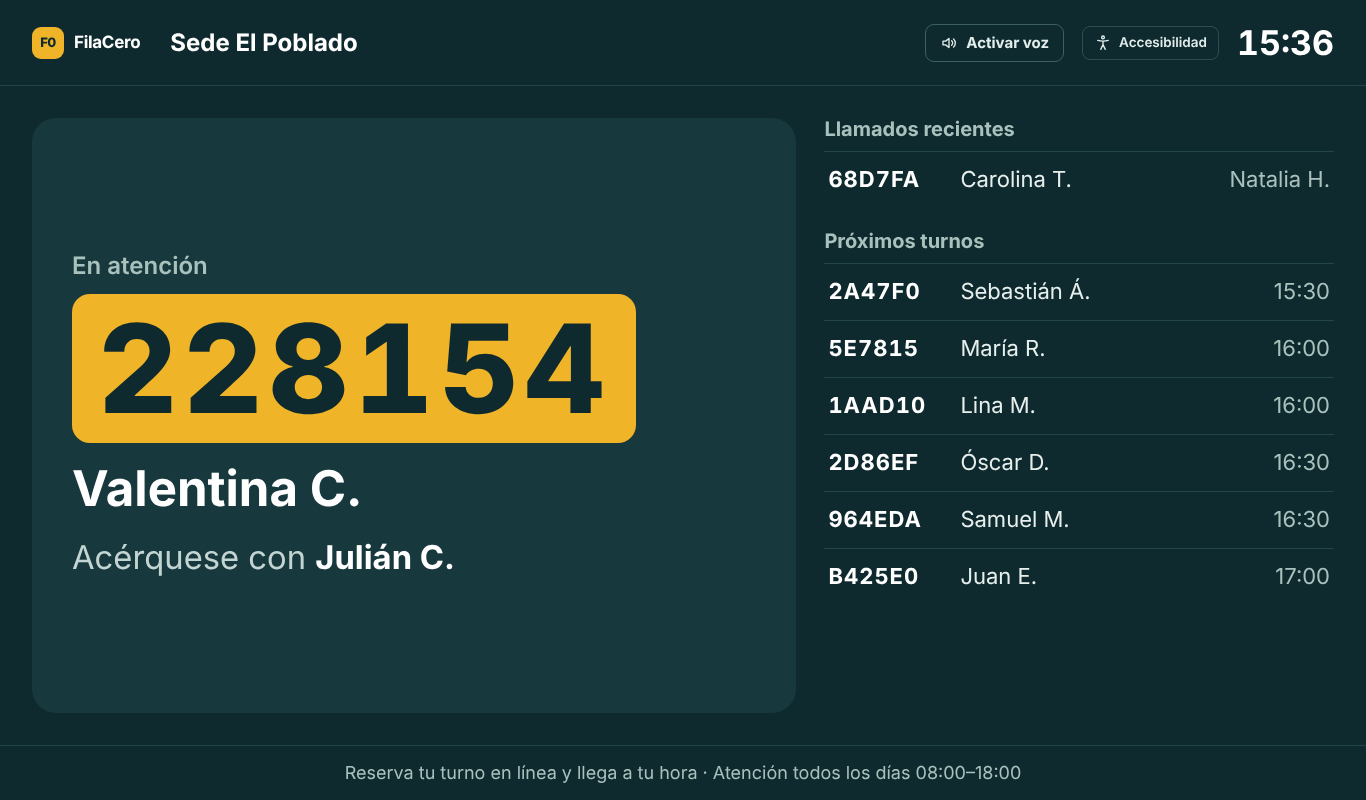 F0 FilaCero Sede El Poblado Activar voz Accesibilidad 15:36
En atención
228154
Valentina C.
Acérquese con Julián C.
Llamados recientes
68D7FA Carolina T. Natalia H.
Próximos turnos
2A47F0 Sebastián Á. 15:30
5E7815 María R. 16:00
1AAD10 Lina M. 16:00
2D86EF Óscar D. 16:30
964EDA Samuel M. 16:30
B425E0 Juan E. 17:00
Reserva tu turno en línea y llega a tu hora · Atención todos los días 08:00–18:00